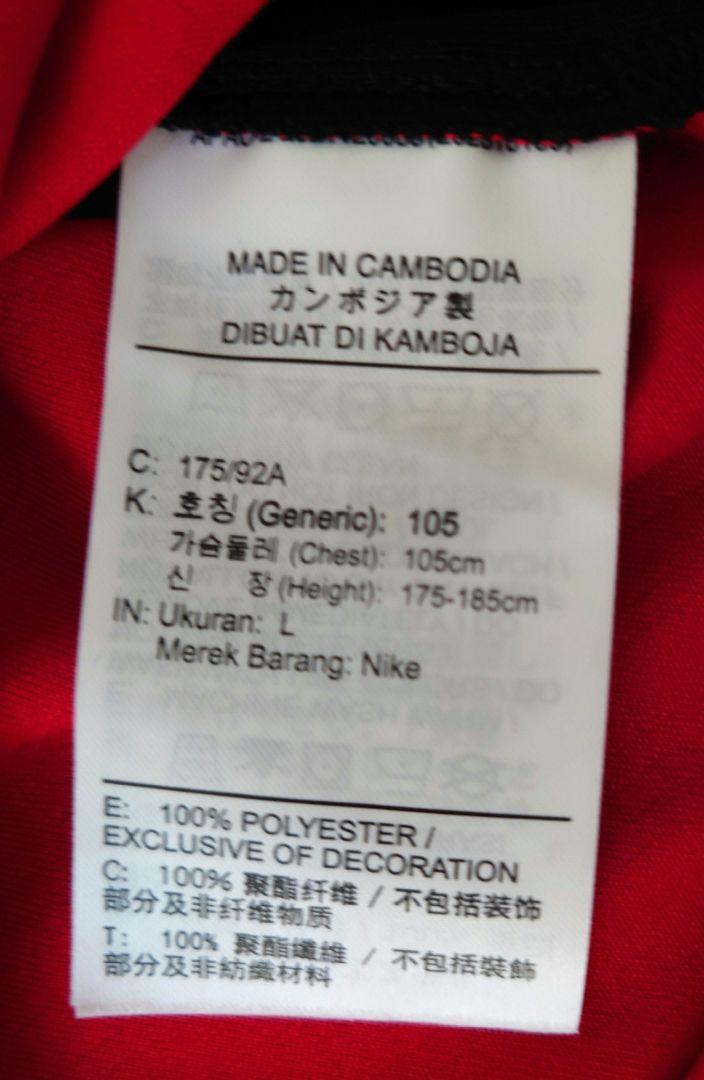 MADE IN CAMBODIA
カンボジア製
DIBUAT DI KAMBOJA
C: 175/92A
K: 호칭 (Generic): 105
가슴둘레 (Chest): 105cm
신 장 (Height): 175-185cm
IN: Ukuran: L
Merek Barang: Nike
E: 100% POLYESTER /
EXCLUSIVE OF DECORATION
C: 100% 聚酯纤维 / 不包括装饰
部分及非纤维物质
T: 100% 聚酯纖維 / 不包括裝飾
部分及非紡織材料